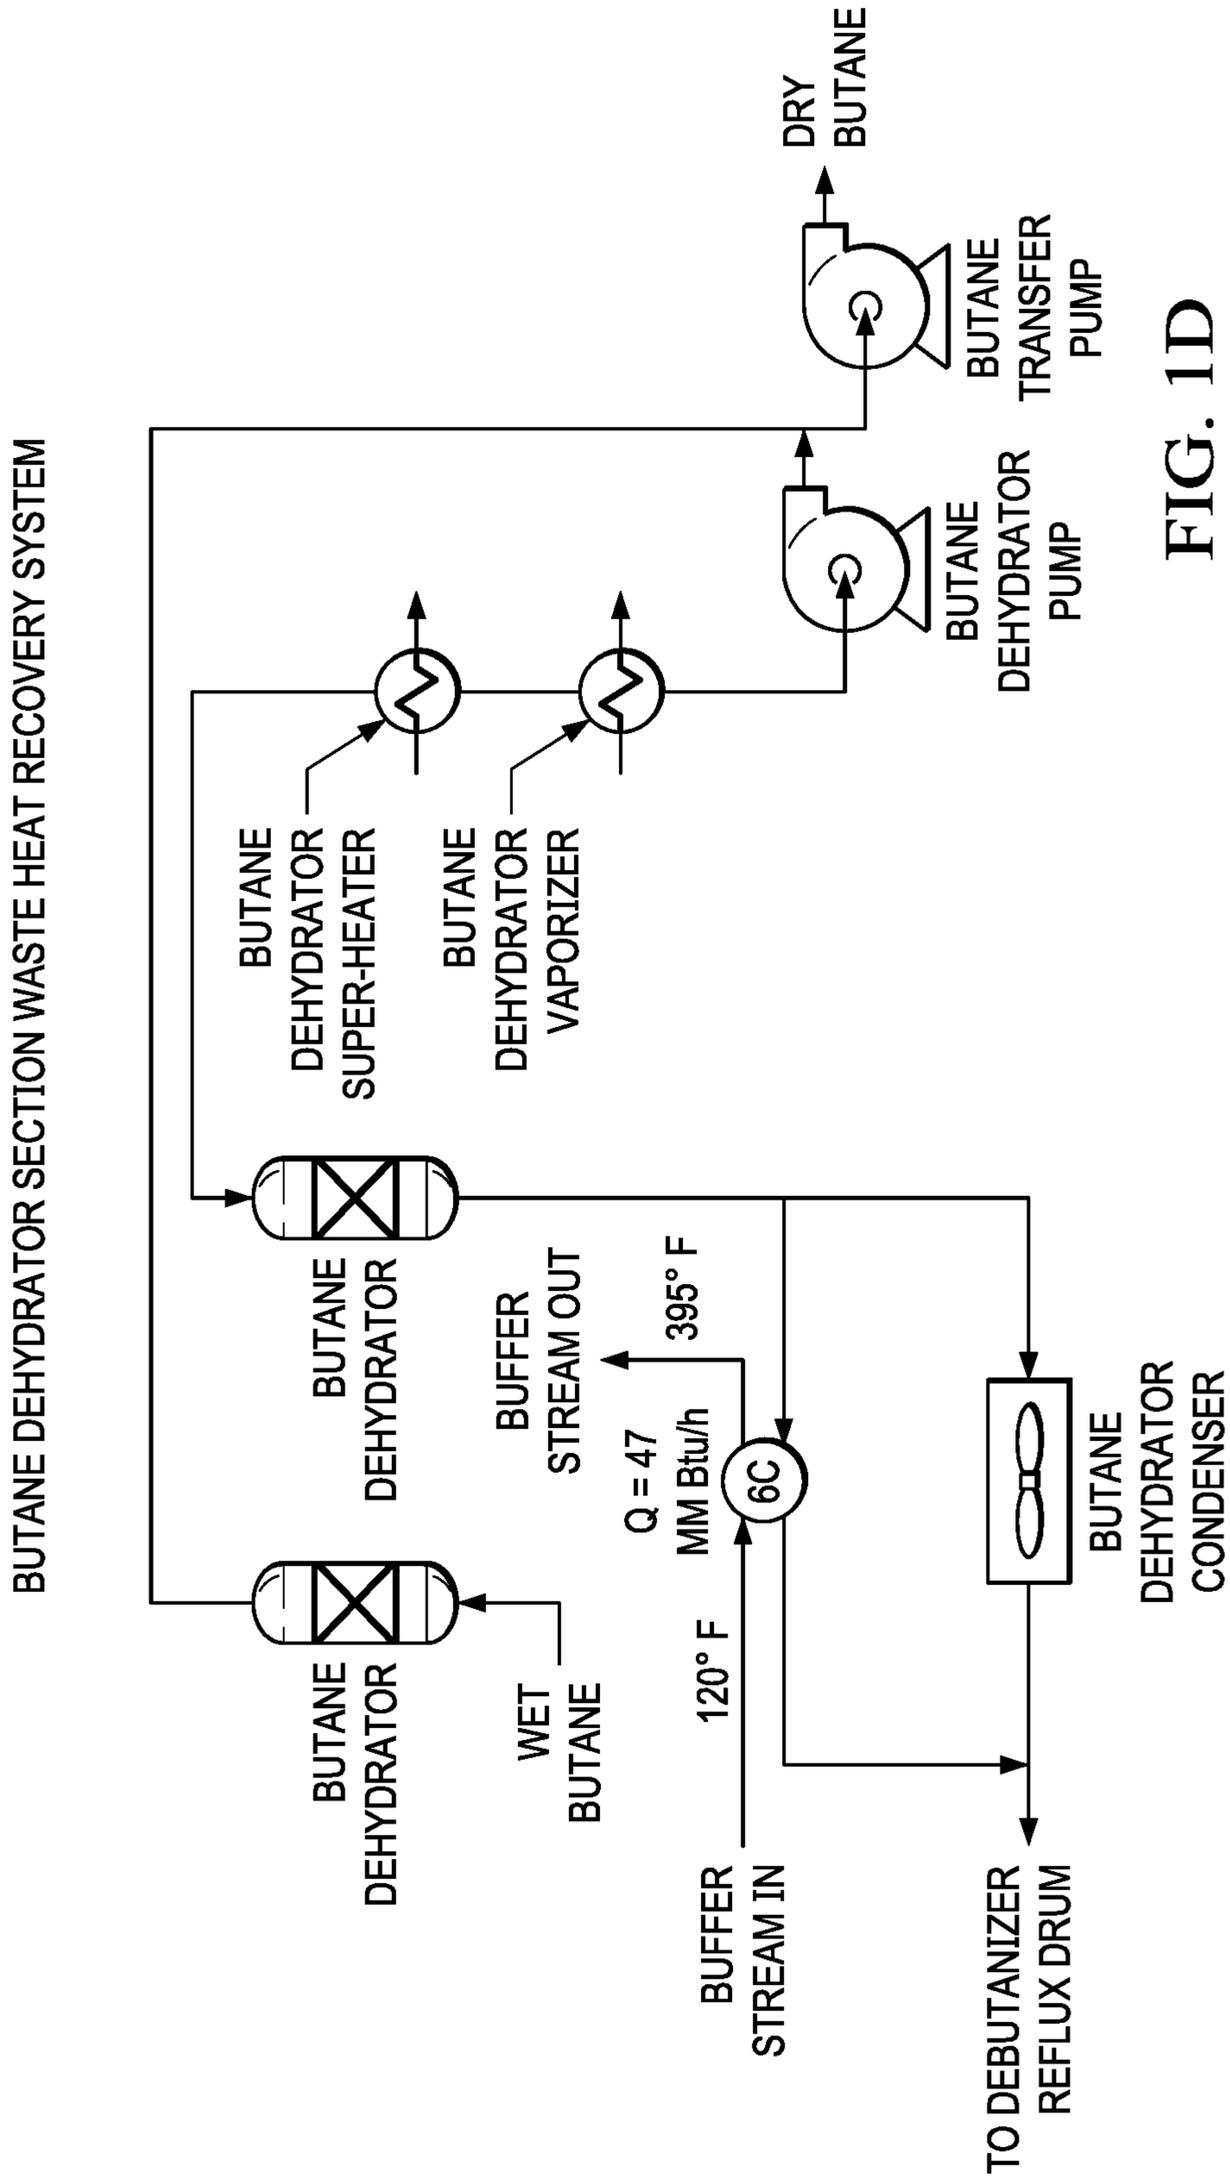 BUTANE DEHYDRATOR SECTION WASTE HEAT RECOVERY SYSTEM
BUTANE
DEHYDRATOR
BUTANE
DEHYDRATOR
BUTANE
DEHYDRATOR
SUPER-HEATER
BUTANE
DEHYDRATOR
VAPORIZER
WET
BUTANE
BUFFER
STREAM OUT
395° F
Q = 47
MM Btu/h
6C
120° F
BUFFER
STREAM IN
TO DEBUTANIZER
REFLUX DRUM
BUTANE
DEHYDRATOR
CONDENSER
BUTANE
DEHYDRATOR
PUMP
BUTANE
TRANSFER
PUMP
DRY
BUTANE
FIG. 1D